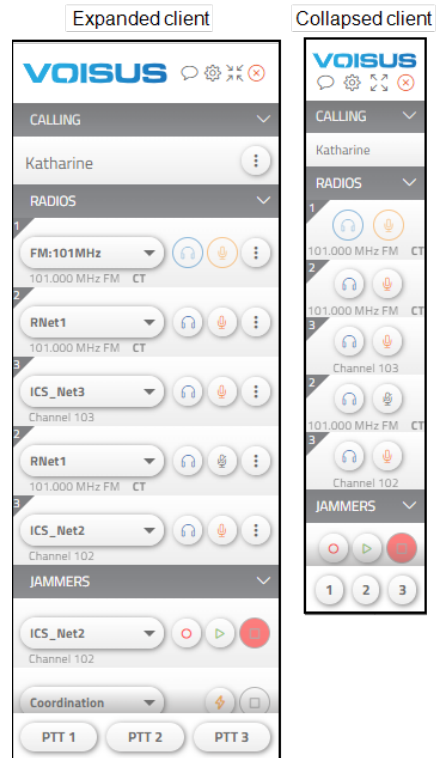 Expanded client
VOISUS
CALLING
Katharine
RADIOS
1
FM:101MHz
101.000 MHz FM CT
2
RNet1
101.000 MHz FM CT
3
ICS_Net3
Channel 103
2
RNet1
101.000 MHz FM CT
3
ICS_Net2
Channel 102
JAMMERS
ICS_Net2
Channel 102
Coordination
PTT 1 PTT 2 PTT 3
Collapsed client
VOISUS
CALLING
Katharine
RADIOS
1
101.000 MHz FM CT
2
101.000 MHz FM CT
3
Channel 103
2
101.000 MHz FM CT
3
Channel 102
JAMMERS
1 2 3